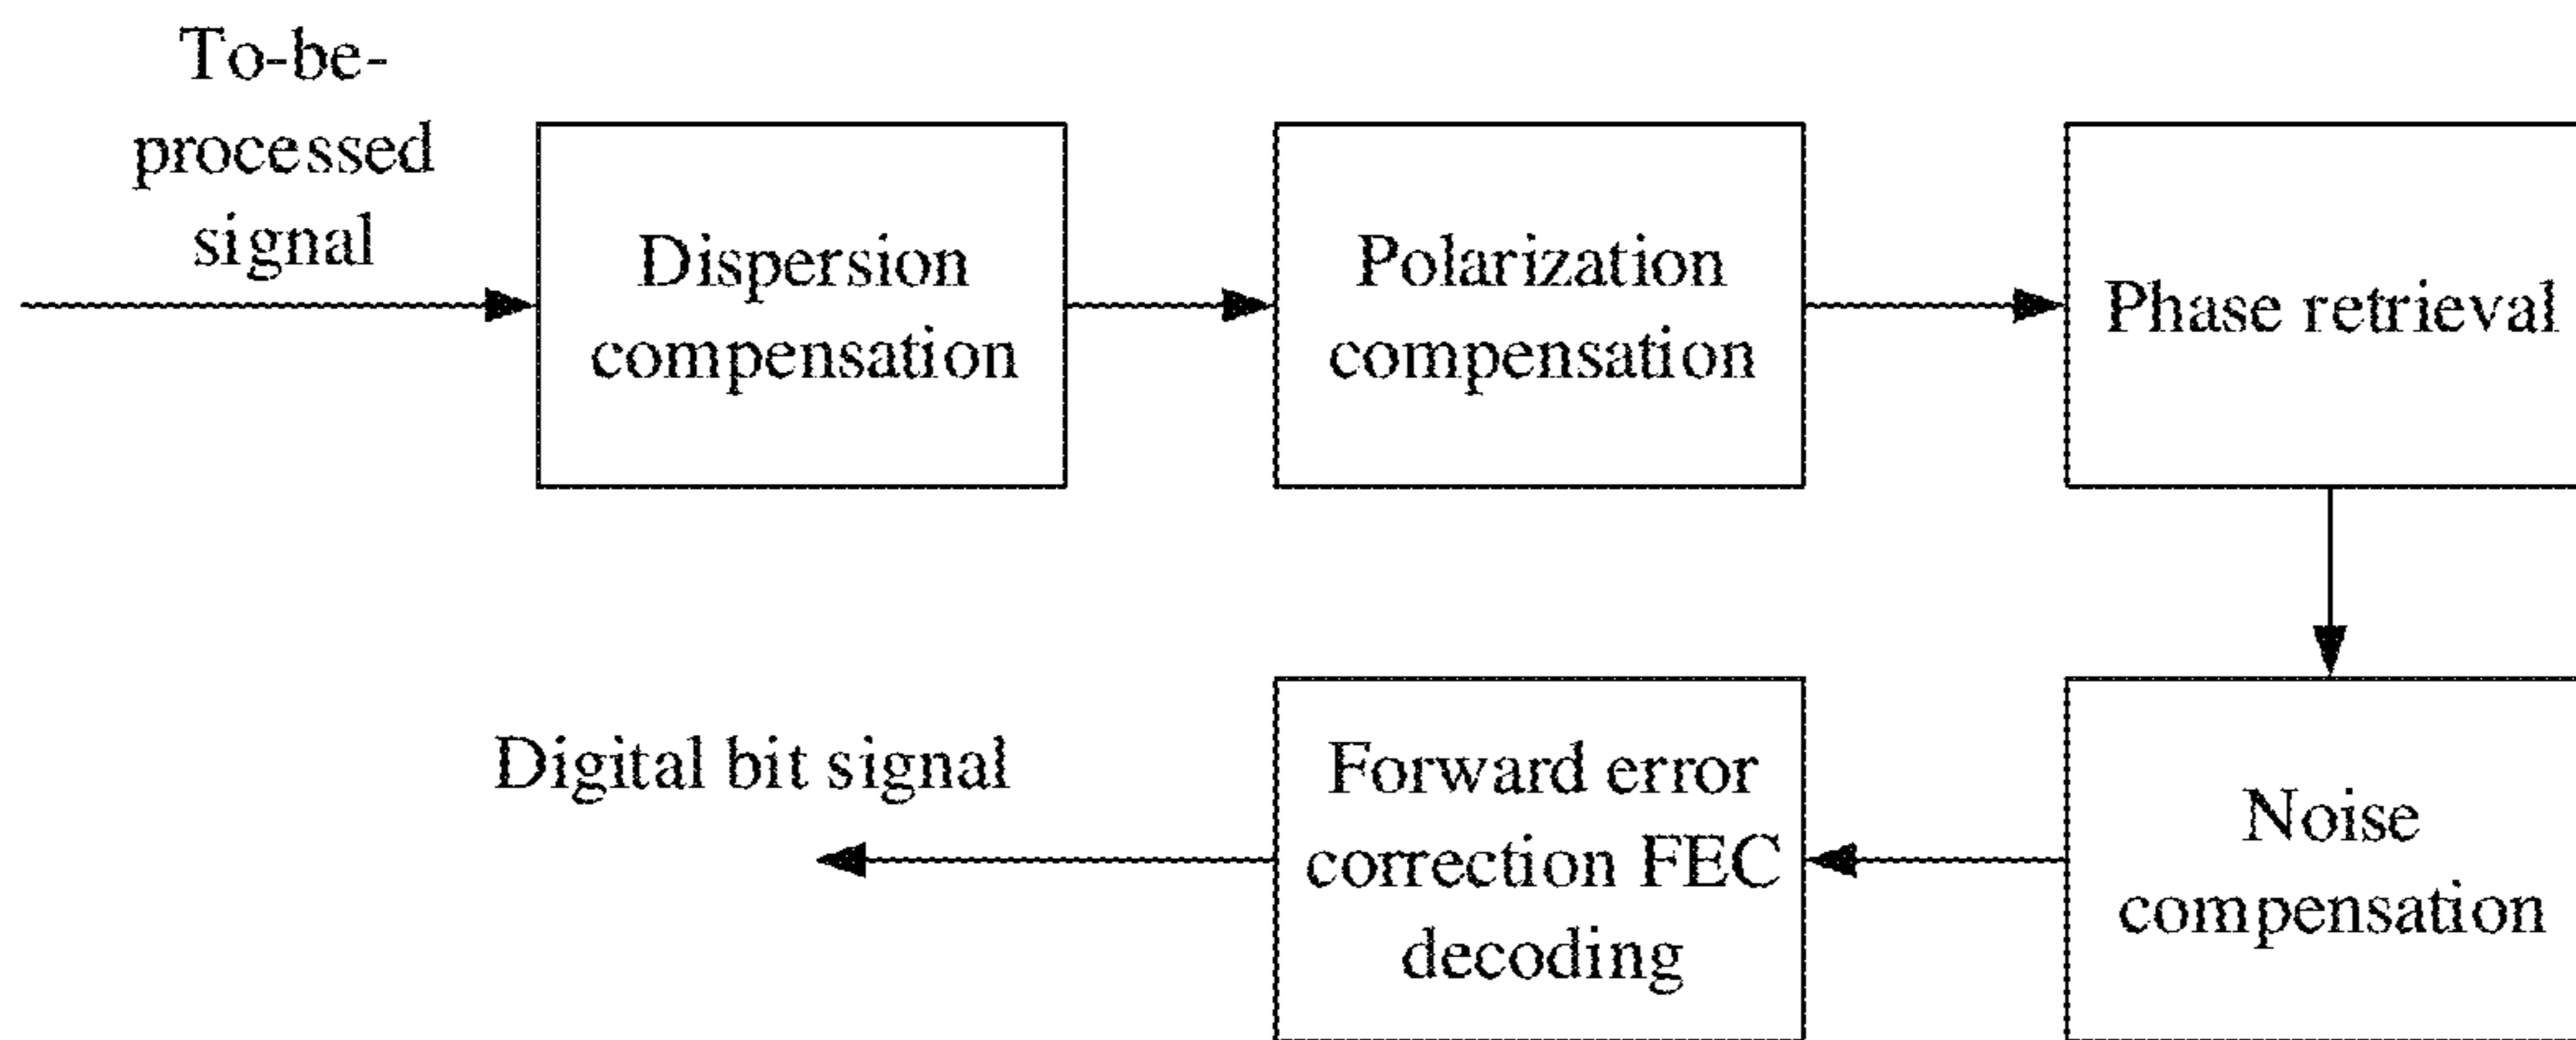 To-be-
processed
signal
Dispersion
compensation
Polarization
compensation
Phase retrieval
Digital bit signal
Forward error
correction FEC
decoding
Noise
compensation